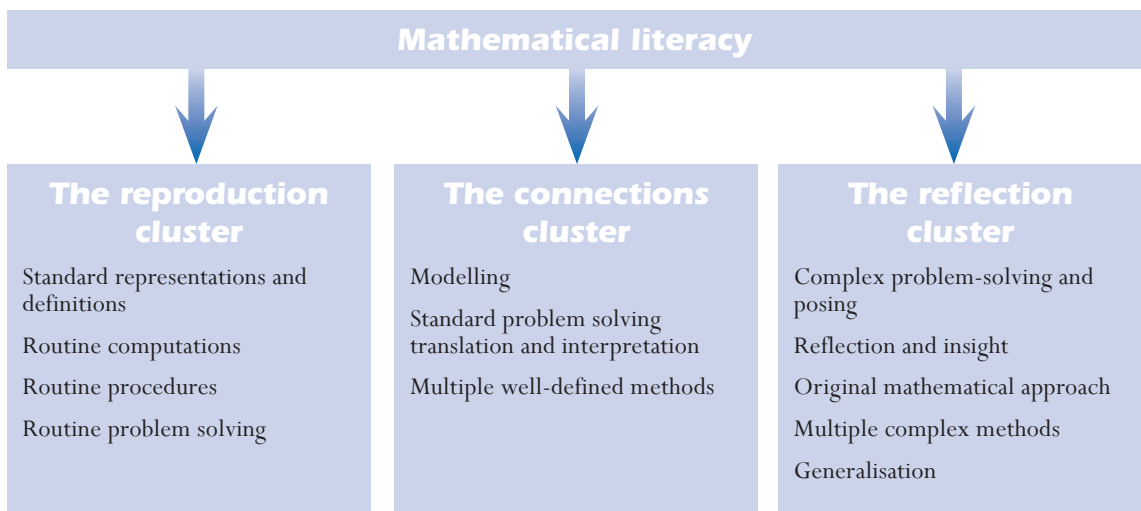 Mathematical literacy
The reproduction
cluster
Standard representations and
definitions
Routine computations
Routine procedures
Routine problem solving
The connections
cluster
Modelling
Standard problem solving
translation and interpretation
Multiple well-defined methods
The reflection
cluster
Complex problem-solving and
posing
Reflection and insight
Original mathematical approach
Multiple complex methods
Generalisation